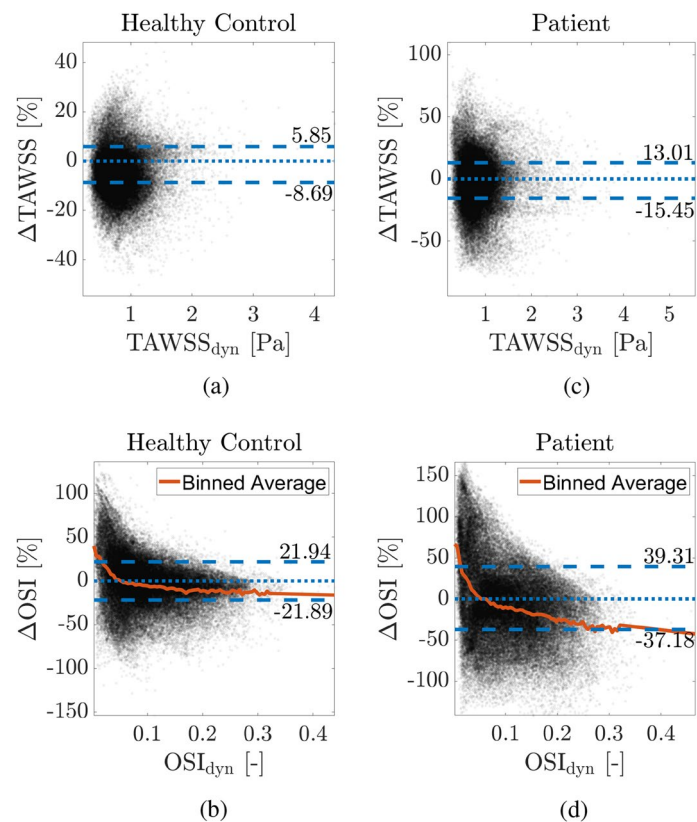 Healthy Control
ΔTAWSS [%]
40
20
0
-20
-40
5.85
-8.69
1 2 3 4
TAWSS_dyn [Pa]
(a)
Patient
ΔTAWSS [%]
100
50
0
-50
13.01
-15.45
1 2 3 4 5
TAWSS_dyn [Pa]
(c)
Healthy Control
ΔOSI [%]
100
50
0
-50
-100
-150
Binned Average
21.94
-21.89
0.1 0.2 0.3 0.4
OSI_dyn [-]
(b)
Patient
ΔOSI [%]
150
100
50
0
-50
-100
Binned Average
39.31
-37.18
0.1 0.2 0.3 0.4
OSI_dyn [-]
(d)